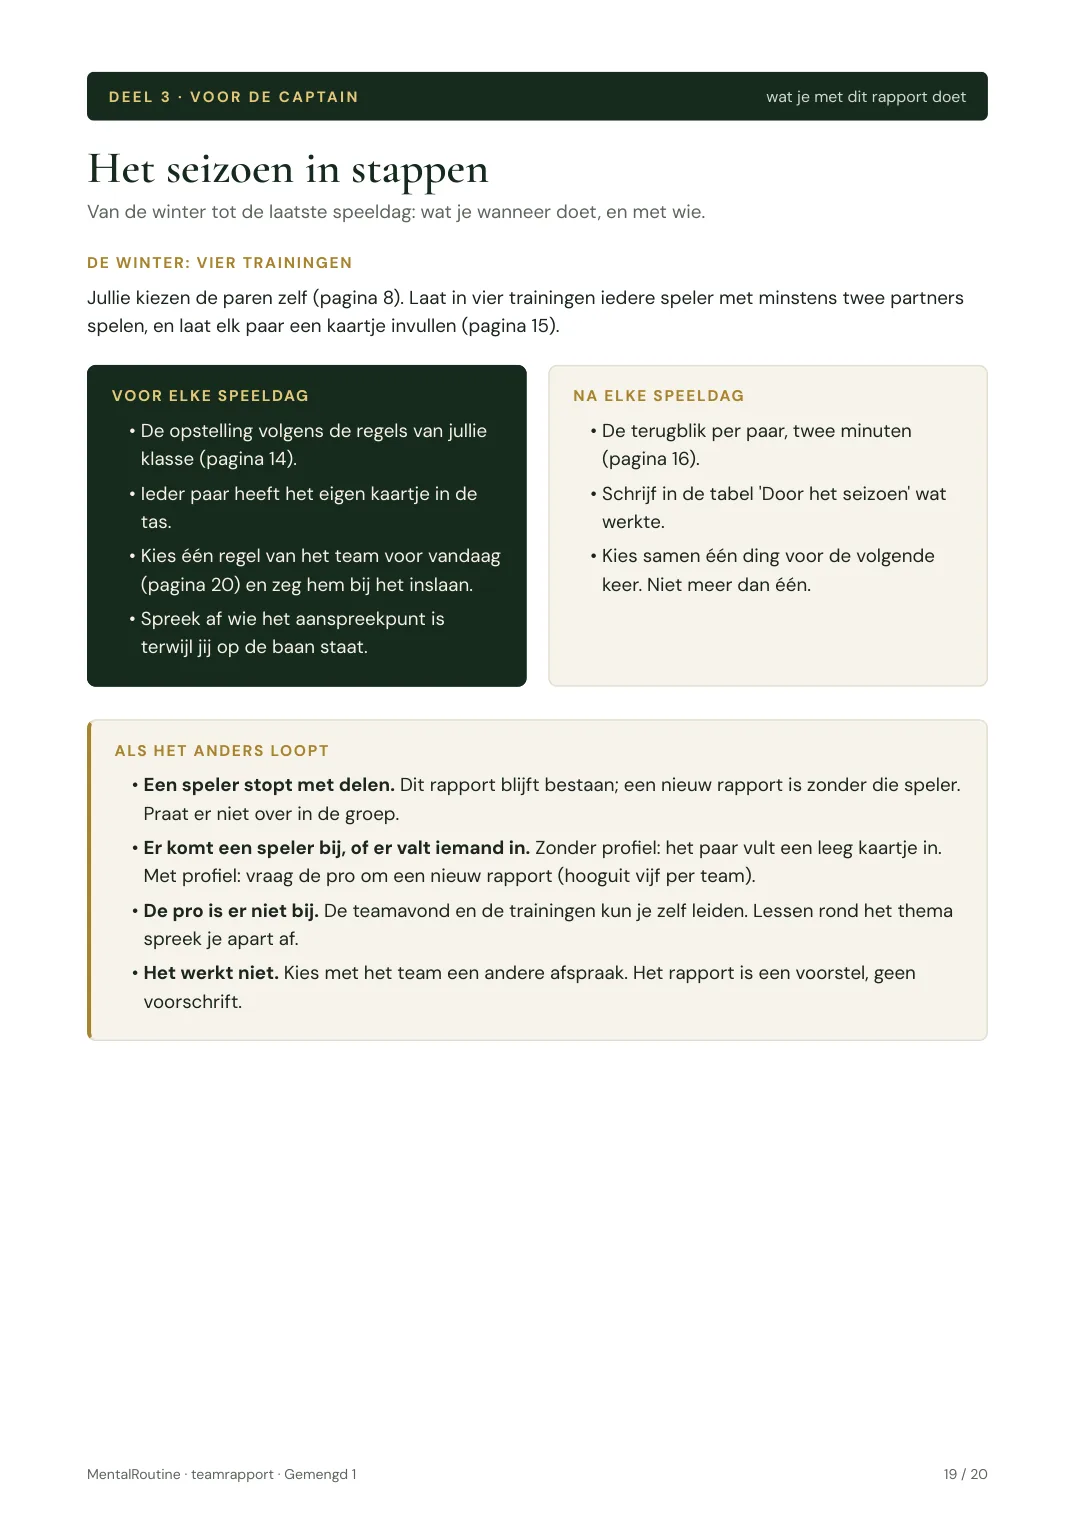 DEEL 3 · VOOR DE CAPTAIN
wat je met dit rapport doet
Het seizoen in stappen
Van de winter tot de laatste speeldag: wat je wanneer doet, en met wie.
DE WINTER: VIER TRAININGEN
Jullie kiezen de paren zelf (pagina 8). Laat in vier trainingen iedere speler met minstens twee partners
spelen, en laat elk paar een kaartje invullen (pagina 15).
VOOR ELKE SPEELDAG
• De opstelling volgens de regels van jullie
klasse (pagina 14).
• Ieder paar heeft het eigen kaartje in de
tas.
• Kies één regel van het team voor vandaag
(pagina 20) en zeg hem bij het inslaan.
• Spreek af wie het aanspreekpunt is
terwijl jij op de baan staat.
NA ELKE SPEELDAG
• De terugblik per paar, twee minuten
(pagina 16).
• Schrijf in de tabel 'Door het seizoen' wat
werkte.
• Kies samen één ding voor de volgende
keer. Niet meer dan één.
ALS HET ANDERS LOOPT
• Een speler stopt met delen. Dit rapport blijft bestaan; een nieuw rapport is zonder die speler.
Praat er niet over in de groep.
• Er komt een speler bij, of er valt iemand in. Zonder profiel: het paar vult een leeg kaartje in.
Met profiel: vraag de pro om een nieuw rapport (hooguit vijf per team).
• De pro is er niet bij. De teamavond en de trainingen kun je zelf leiden. Lessen rond het thema
spreek je apart af.
• Het werkt niet. Kies met het team een andere afspraak. Het rapport is een voorstel, geen
voorschrift.
MentalRoutine · teamrapport · Gemengd 1
19 / 20